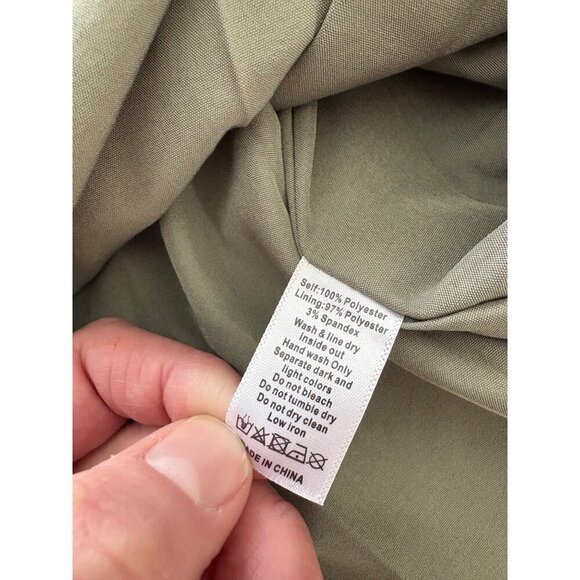 Self:100% Polyester
Lining:97% Polyester
3% Spandex
Wash & line dry
inside out
Hand wash Only
Separate dark and
light colors
Do not bleach
Do not tumble dry
Do not dry clean
Low iron
IN CHINA